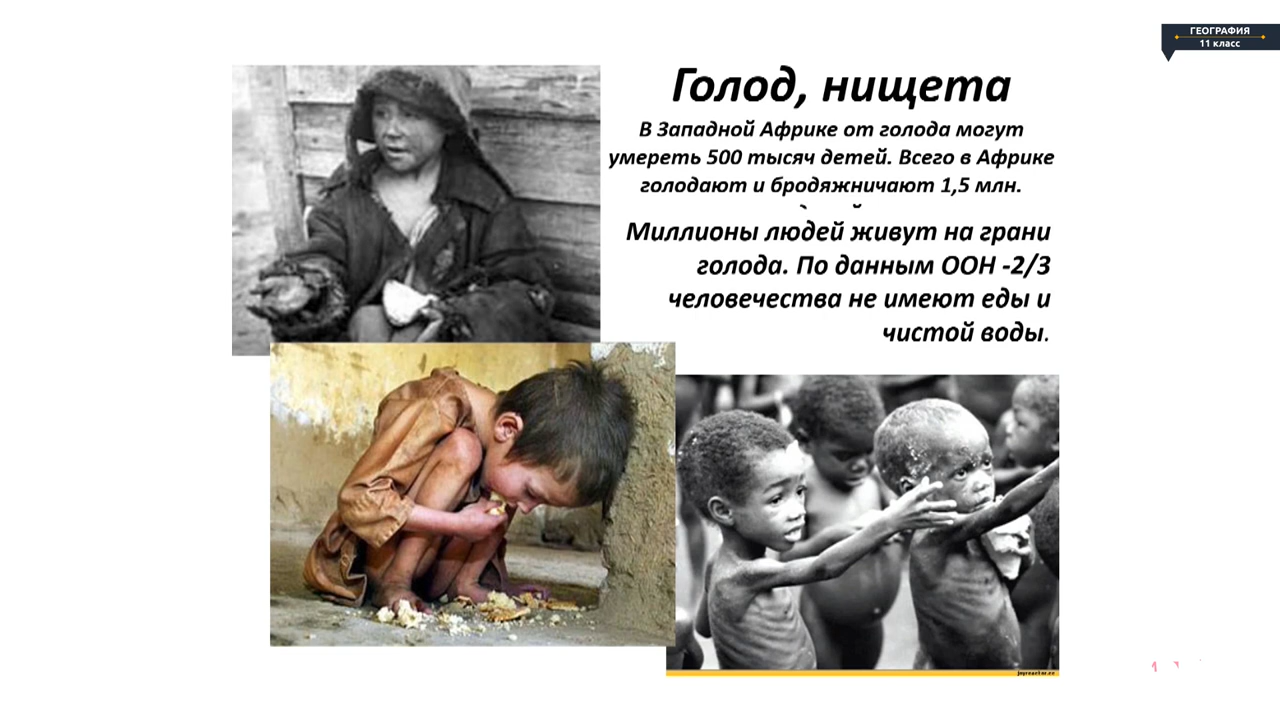 ГЕОГРАФИЯ
11 класс
Голод, нищета
В Западной Африке от голода могут
умереть 500 тысяч детей. Всего в Африке
голодают и бродяжничают 1,5 млн.
Миллионы людей живут на грани
голода. По данным ООН -2/3
человечества не имеют еды и
чистой воды.
joyreactor.cc